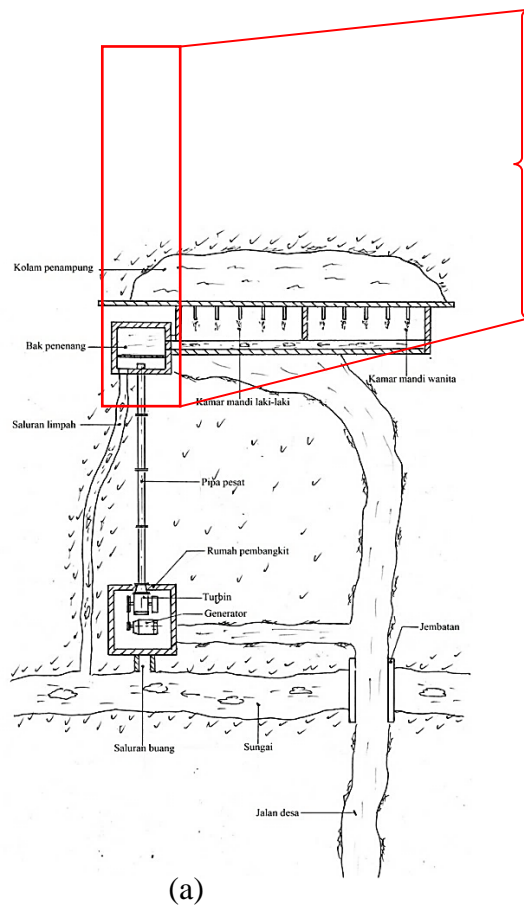 Kolam penampung
Bak penenang
Kamar mandi wanita
Kamar mandi laki-laki
Saluran limpah
Pipa pesat
Rumah pembangkit
Turbin
Generator
Jembatan
Saluran buang
Sungai
Jalan desa
(a)